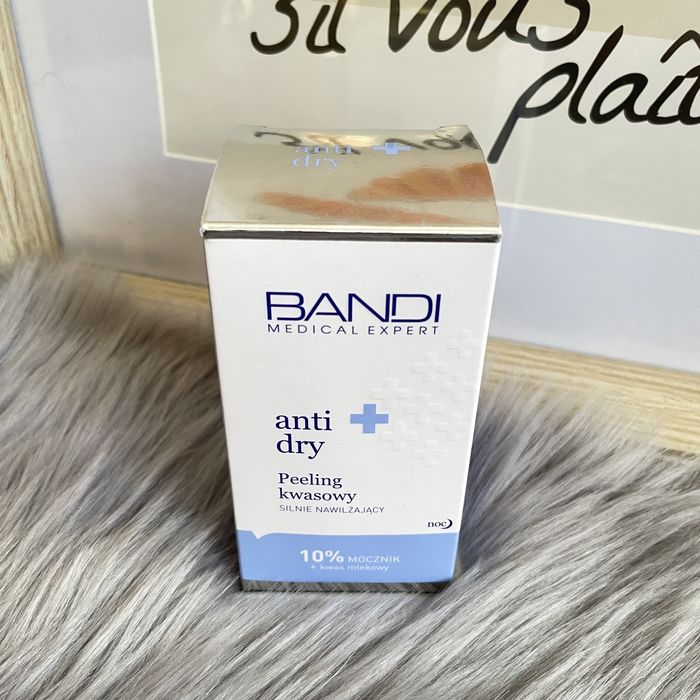 s'il vous
plaît
anti
dry
BANDI
MEDICAL EXPERT
anti
dry
Peeling
kwasowy
SILNIE NAWILŻAJĄCY
noc
10% MOCZNIK
+ kwas mlekowy